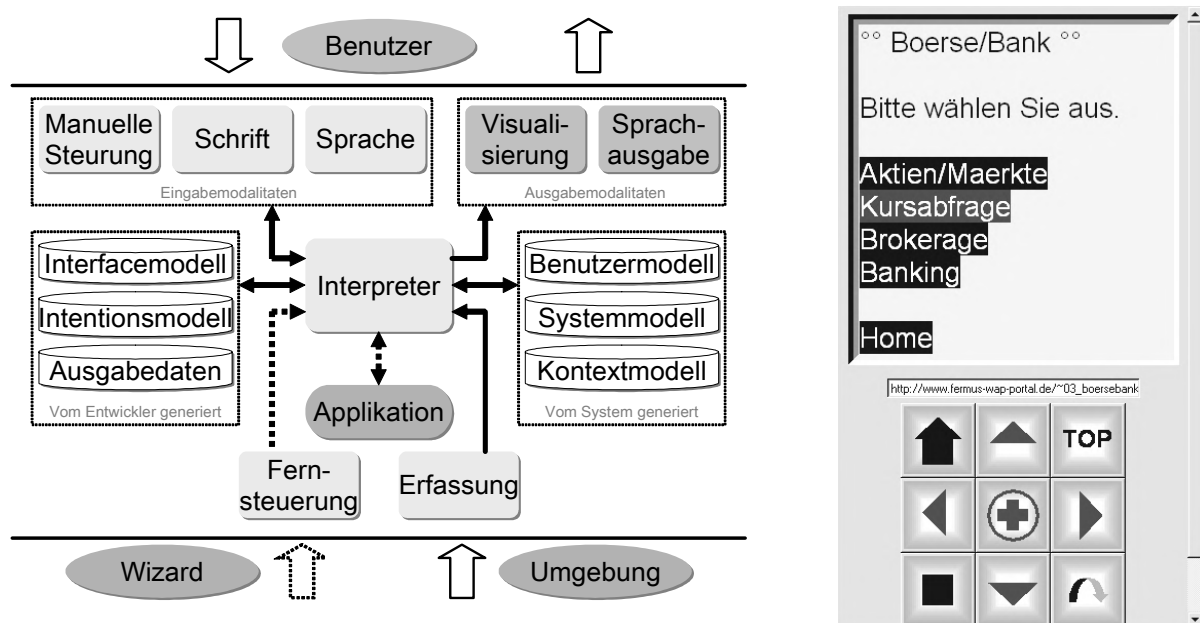 Benutzer
Manuelle
Steurung
Schrift
Sprache
Eingabemodalitaten
Visuali-
sierung
Sprach-
ausgabe
Ausgabemodalitaten
Interfacemodell
Intentionsmodell
Ausgabedaten
Vom Entwickler generiert
Interpreter
Applikation
Benutzermodell
Systemmodell
Kontextmodell
Vom System generiert
Fern-
steuerung
Erfassung
Wizard
Umgebung
°° Boerse/Bank °°
Bitte wählen Sie aus.
Aktien/Maerkte
Kursabfrage
Brokerage
Banking
Home
http://www.fermus-wap-portal.de/~03_boersebank
TOP